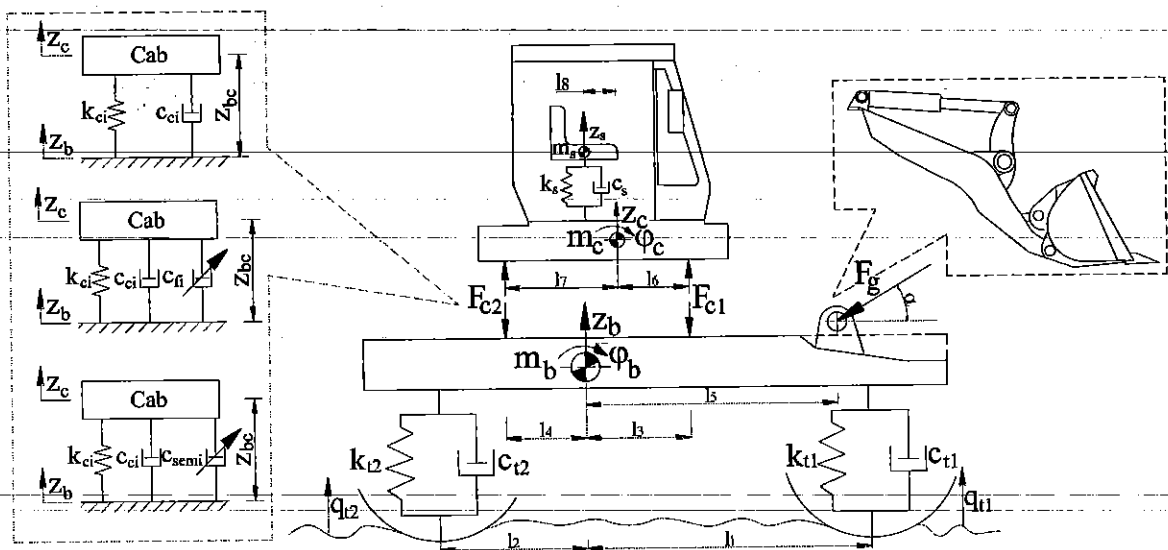 Z_c
Cab
k_ci
c_ci
Z_bc
Z_b
Z_c
Cab
k_ci
c_ci
c_fi
Z_bc
Z_b
Z_c
Cab
k_ci
c_ci
c_semi
Z_bc
Z_b
l_8
z_s
m_s
k_s
c_s
z_c
m_c
φ_c
l_7
l_6
F_c2
F_c1
F_g
α
z_b
m_b
φ_b
l_5
l_4
l_3
k_t2
c_t2
k_t1
c_t1
q_t2
q_t1
l_2
l_1